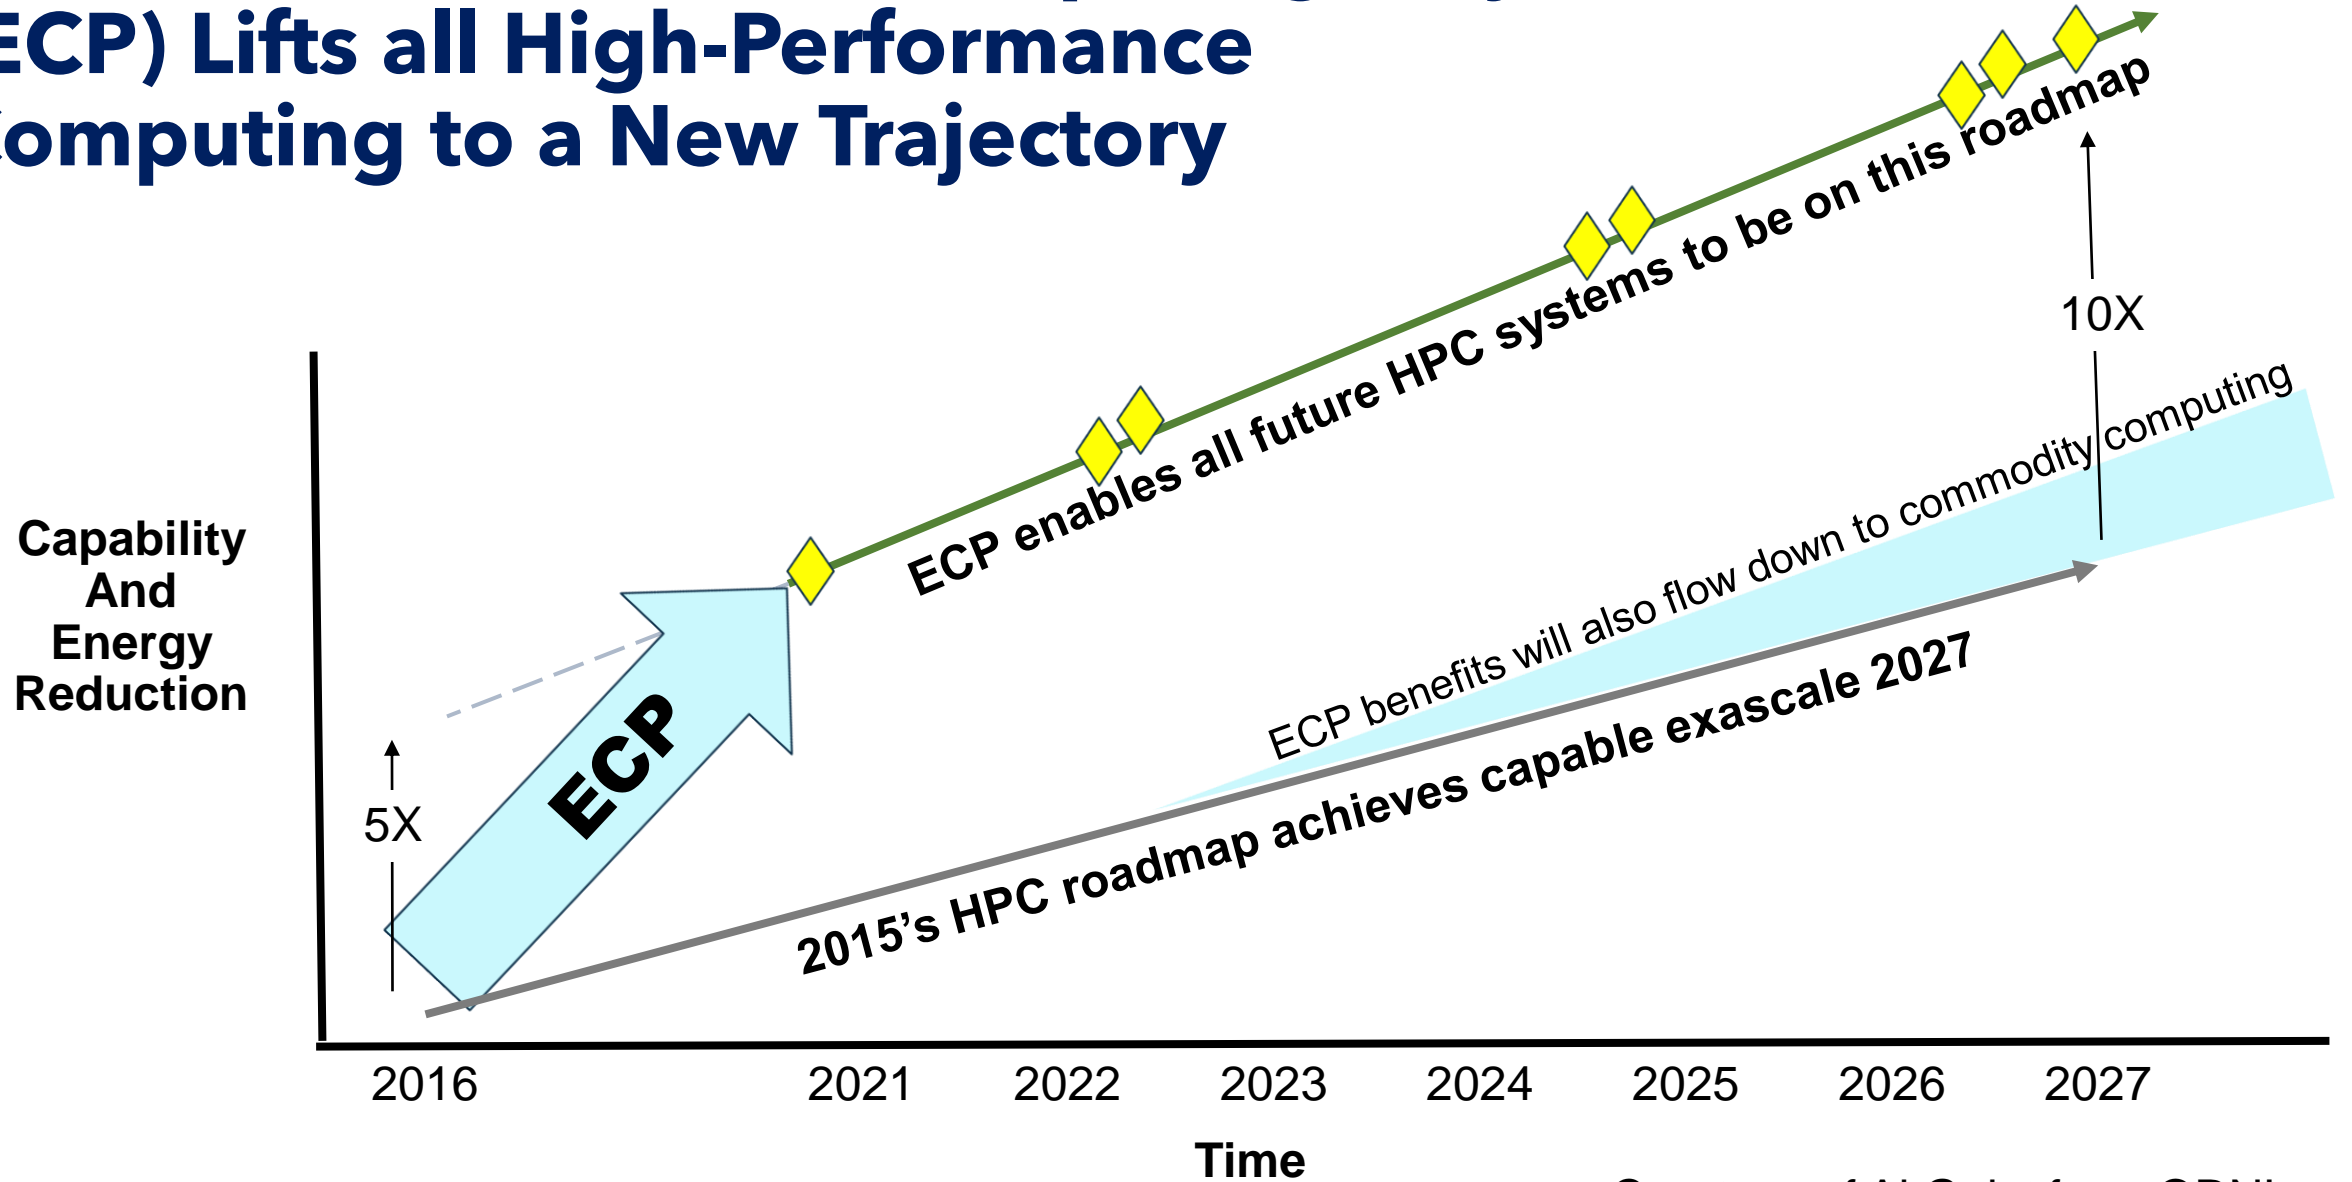 ECP) Lifts all High-Performance
Computing to a New Trajectory
ECP enables all future HPC systems to be on this roadmap
10X
ECP benefits will also flow down to commodity computing
Capability
And
Energy
Reduction
ECP
5X
2015’s HPC roadmap achieves capable exascale 2027
2016 2021 2022 2023 2024 2025 2026 2027
Time